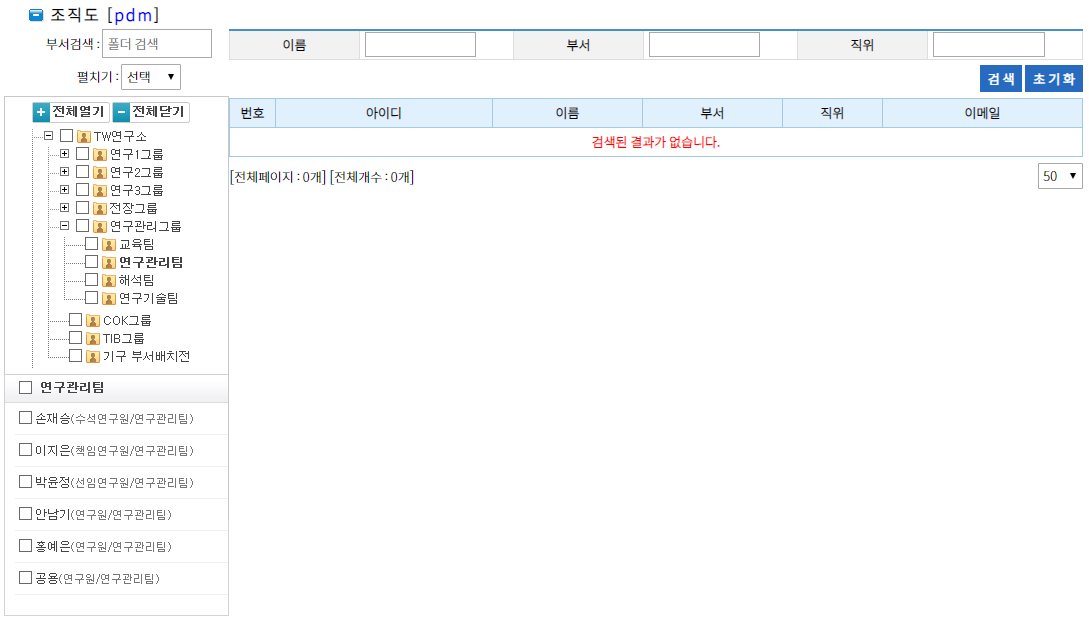 조직도 [pdm]
부서검색 : 폴더 검색
펼치기 : 선택
전체열기 전체닫기
TW연구소
연구1그룹
연구2그룹
연구3그룹
전장그룹
연구관리그룹
교육팀
연구관리팀
해석팀
연구기술팀
COK그룹
TIB그룹
기구 부서배치전
연구관리팀
손재승(수석연구원/연구관리팀)
이지은(책임연구원/연구관리팀)
박윤정(선임연구원/연구관리팀)
안남기(연구원/연구관리팀)
홍예은(연구원/연구관리팀)
공용(연구원/연구관리팀)
이름 부서 직위
검색 초기화
번호 아이디 이름 부서 직위 이메일
검색된 결과가 없습니다.
[전체페이지 : 0개] [전체개수 : 0개] 50